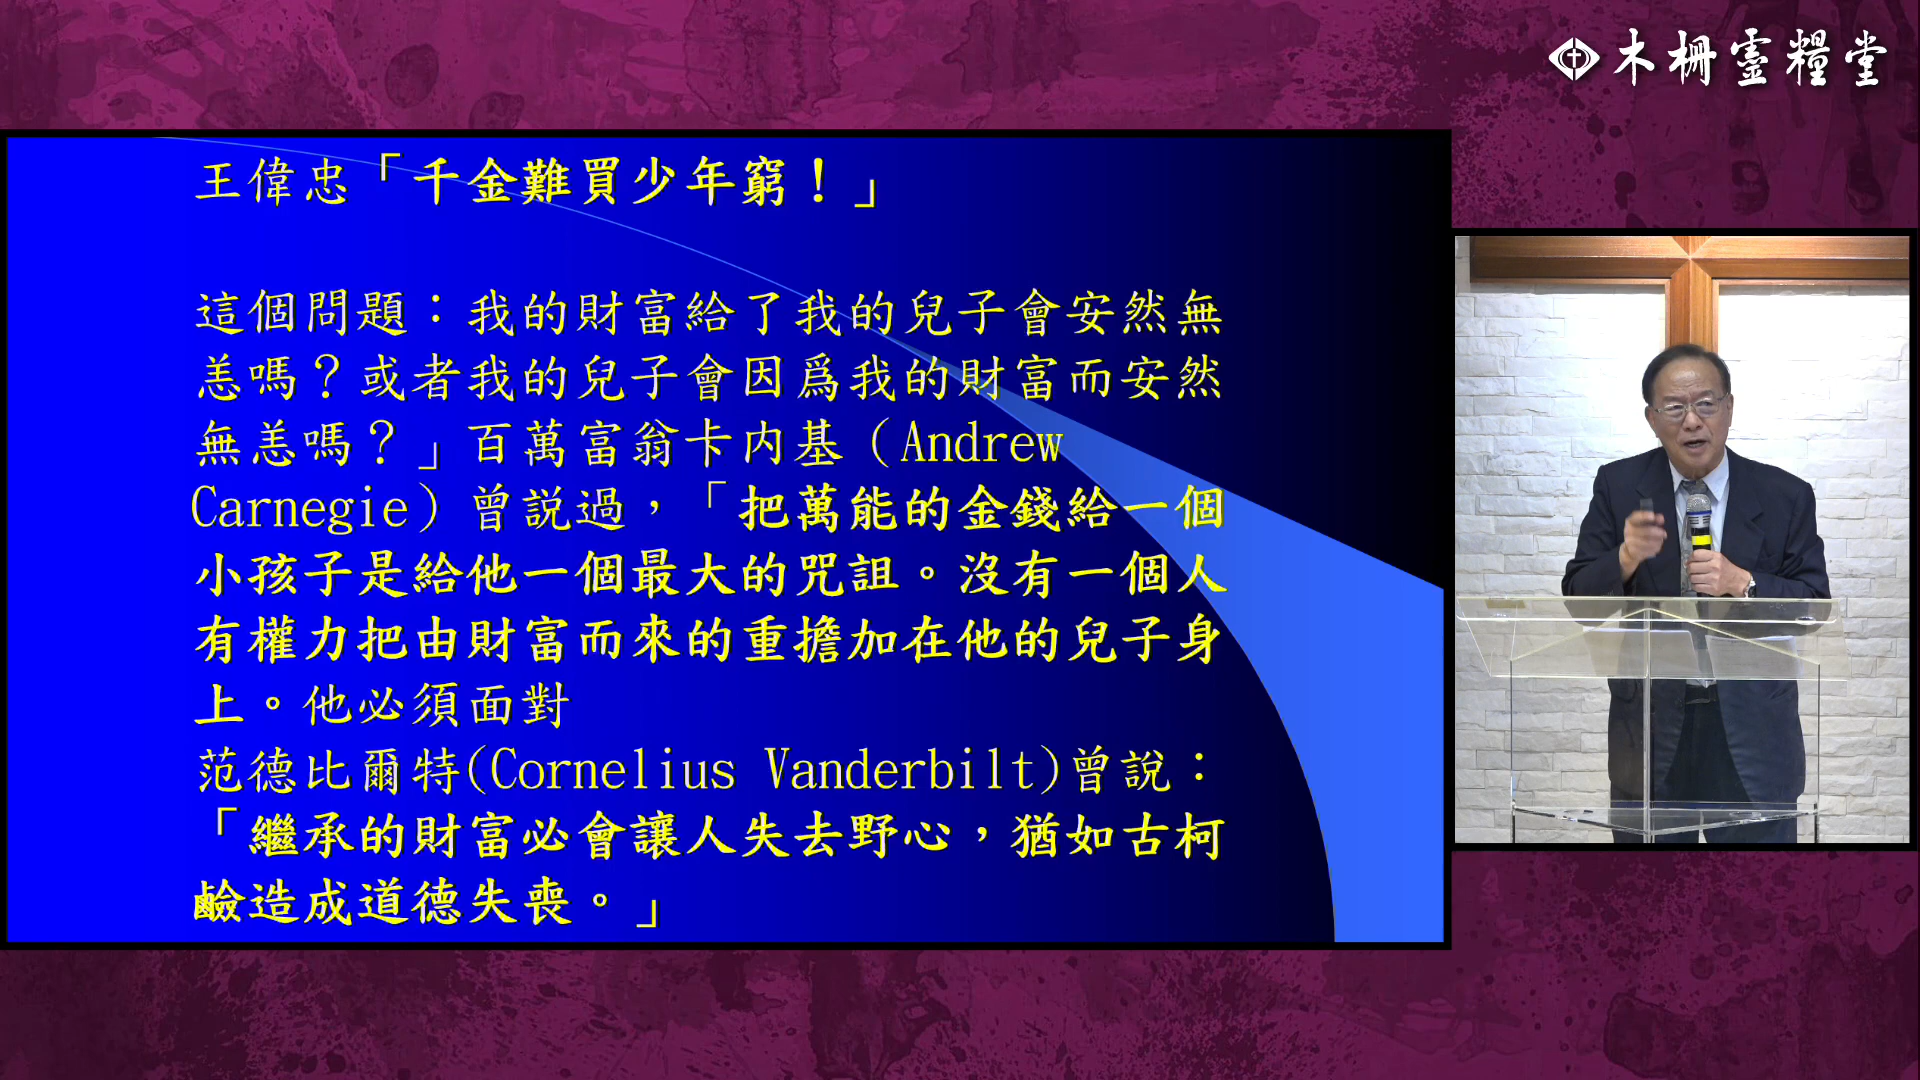 木柵靈糧堂
王偉忠「千金難買少年窮！」
這個問題：我的財富給了我的兒子會安然無
恙嗎？或者我的兒子會因爲我的財富而安然
無恙嗎？」百萬富翁卡内基（Andrew
Carnegie）曾説過，「把萬能的金錢給一個
小孩子是給他一個最大的咒詛。沒有一個人
有權力把由財富而來的重擔加在他的兒子身
上。他必須面對
范德比爾特(Cornelius Vanderbilt)曾說：
「繼承的財富必會讓人失去野心，猶如古柯
鹼造成道德失喪。」